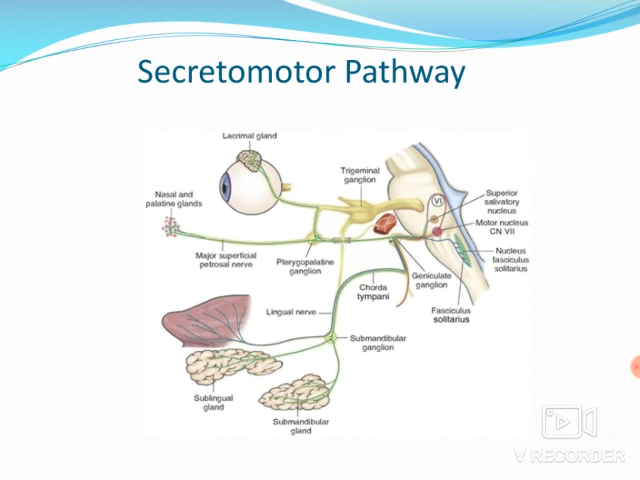 Secretomotor Pathway
Lacrimal gland
Trigeminal
ganglion
Nasal and
palatine glands
VI
Superior
salivatory
nucleus
Motor nucleus
CN VII
Major superficial
petrosal nerve
Pterygopalatine
ganglion
Nucleus
fasciculus
solitarius
Geniculate
ganglion
Chorda
tympani
Lingual nerve
Fasciculus
solitarius
Submandibular
ganglion
Sublingual
gland
Submandibular
gland
V RECORDER